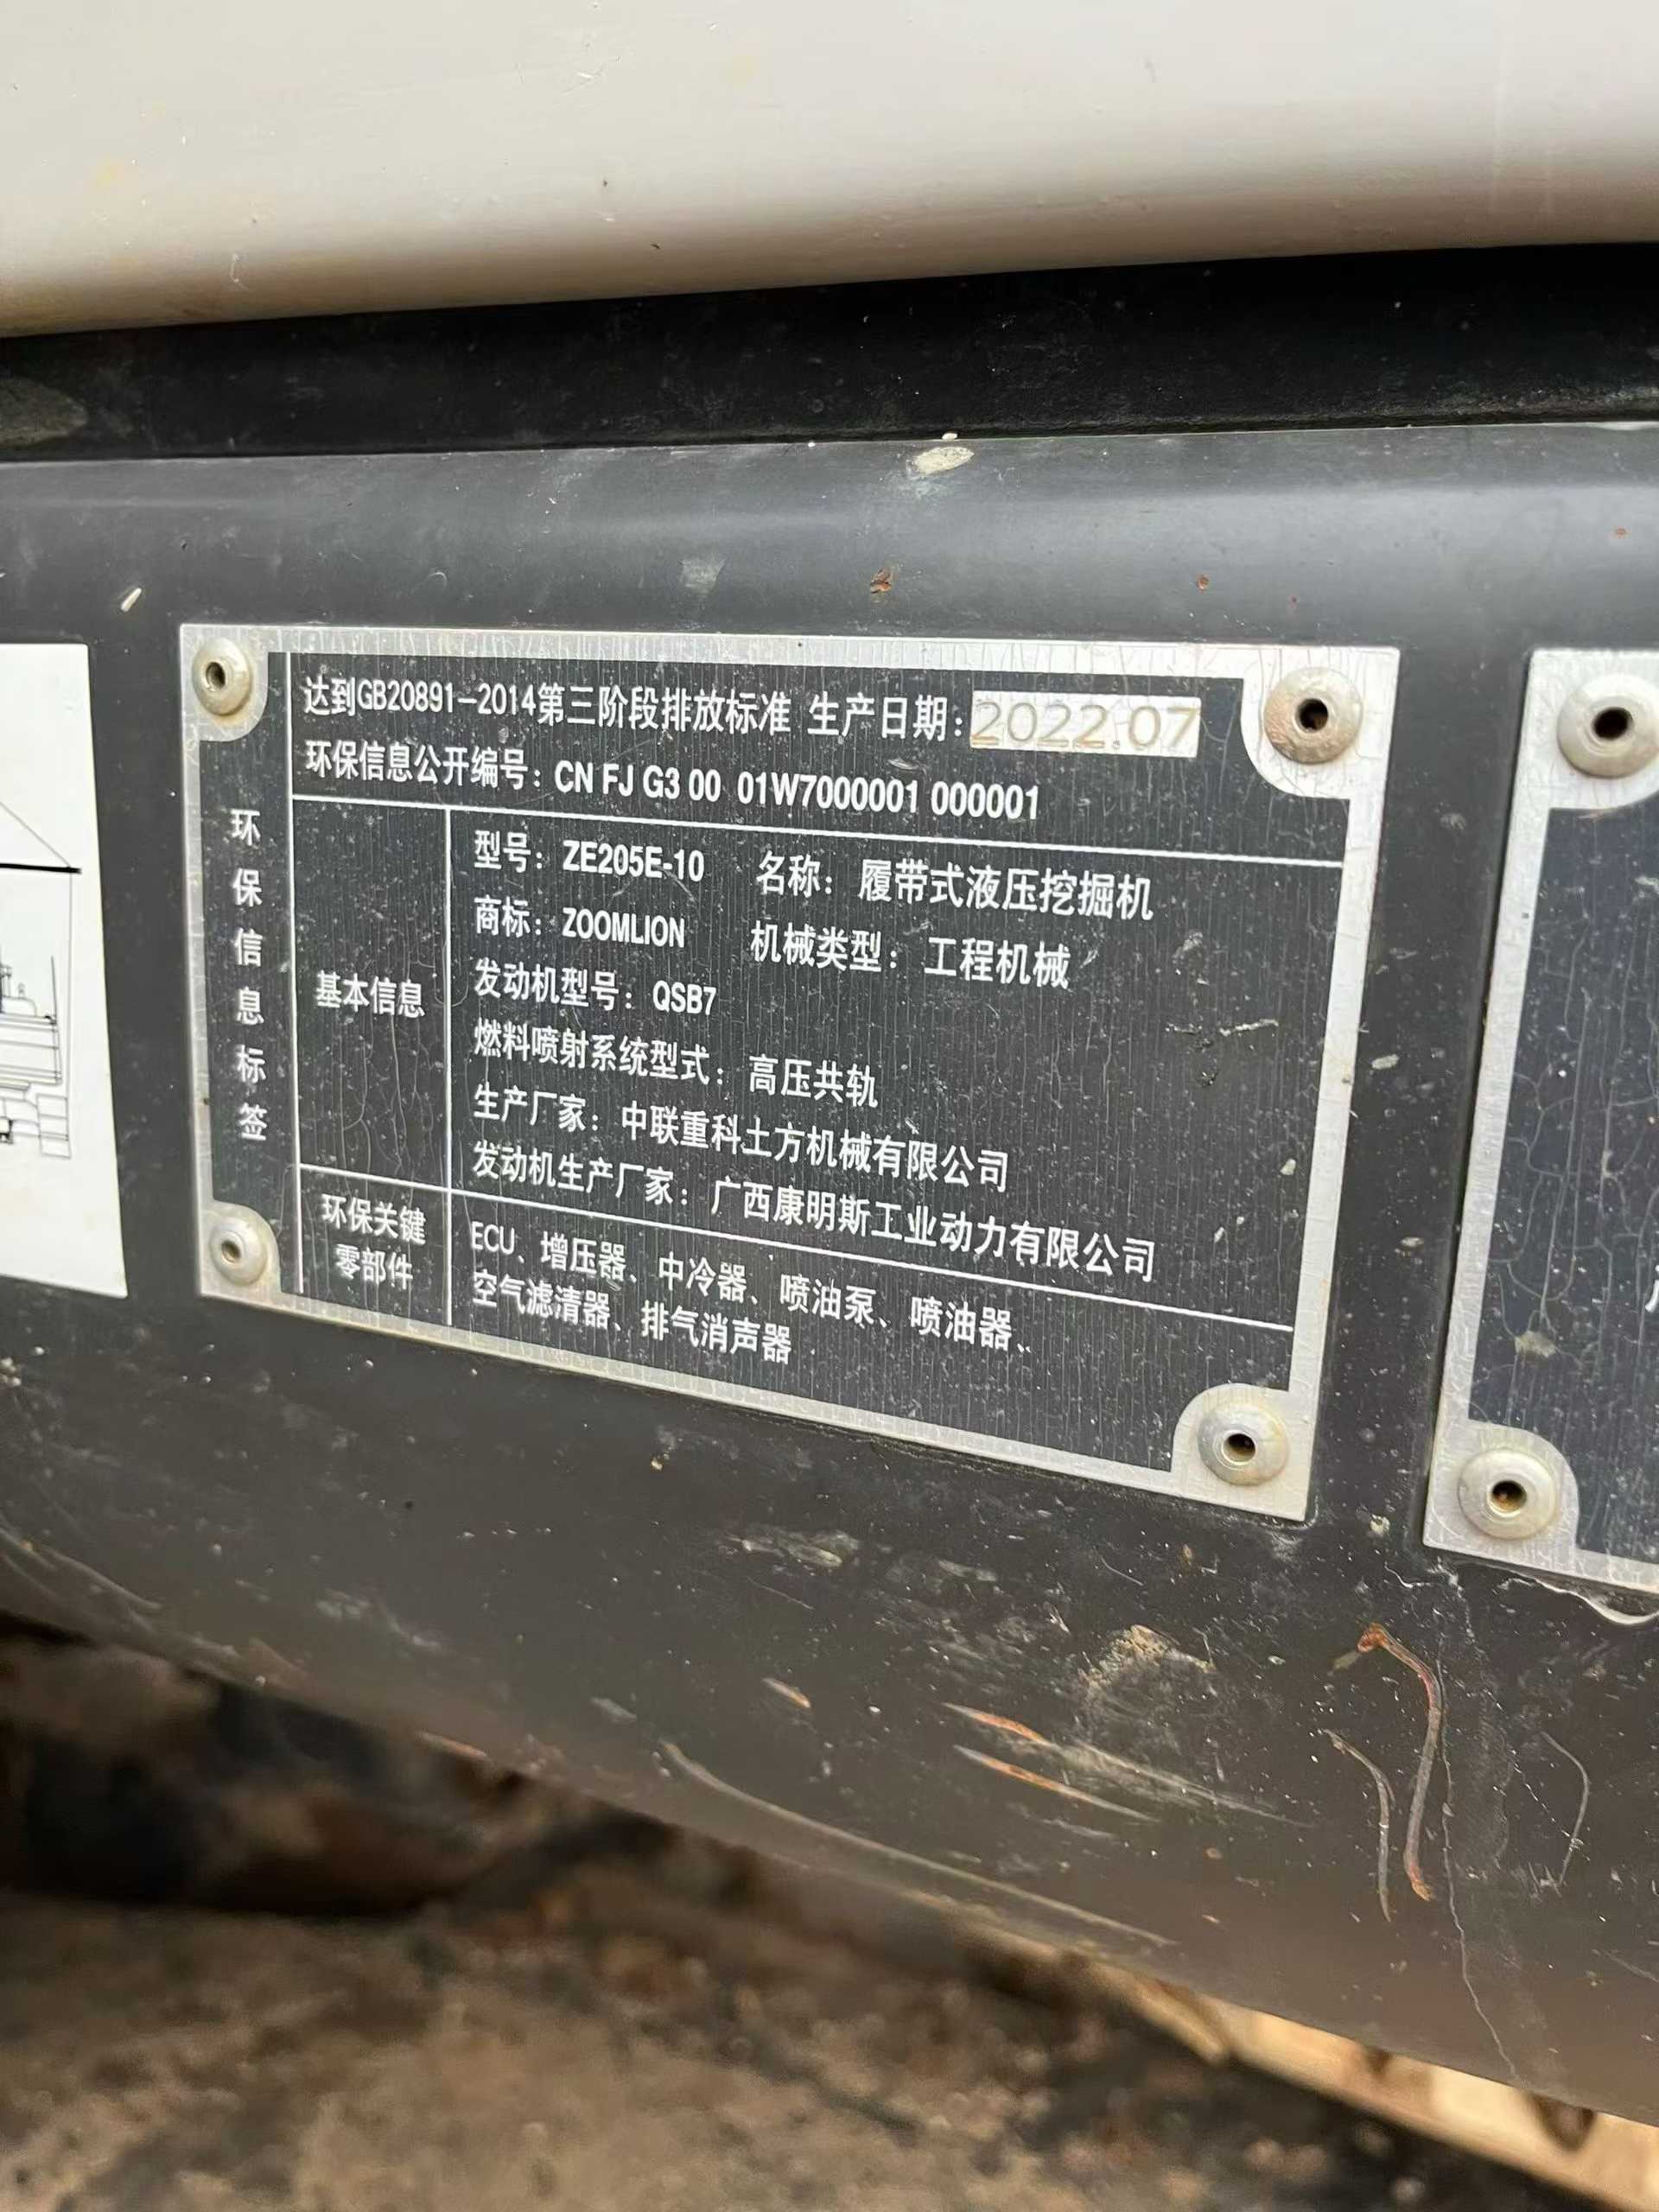 达到GB20891-2014第三阶段排放标准 生产日期：2022.07
环保信息公开编号：CN FJ G3 00 01W7000001 000001
环保信息标签
基本信息
型号：ZE205E-10 名称：履带式液压挖掘机
商标：ZOOMLION 机械类型：工程机械
发动机型号：QSB7
燃料喷射系统型式：高压共轨
生产厂家：中联重科土方机械有限公司
发动机生产厂家：广西康明斯工业动力有限公司
环保关键
零部件
ECU、增压器、中冷器、喷油泵、喷油器、
空气滤清器、排气消声器